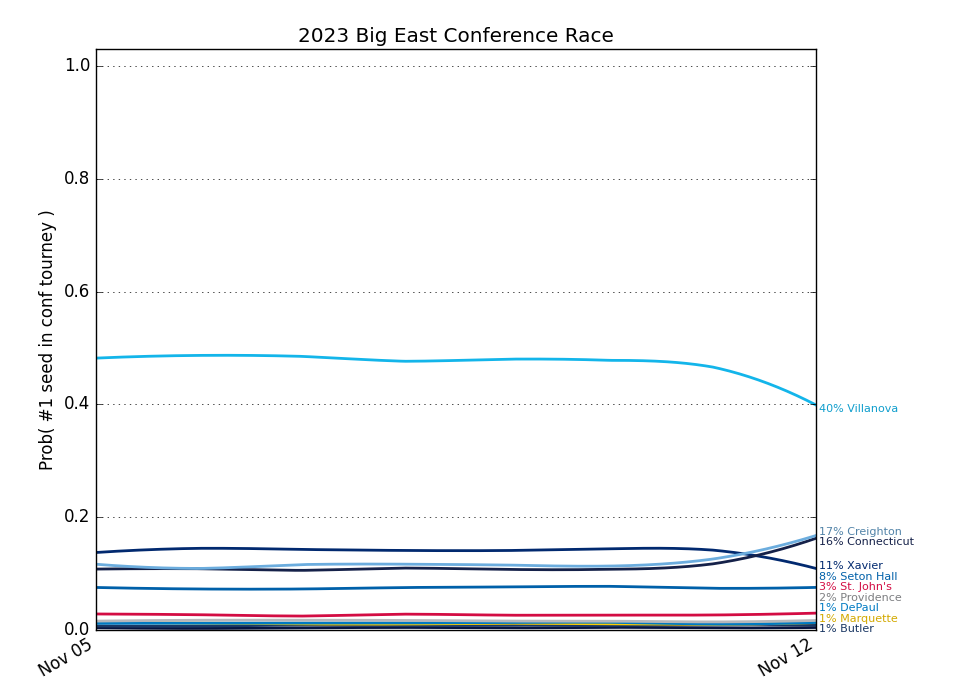 2023 Big East Conference Race
Prob( #1 seed in conf tourney )
1.0
0.8
0.6
0.4
0.2
0.0
Nov 05
Nov 12
40% Villanova
17% Creighton
16% Connecticut
11% Xavier
8% Seton Hall
3% St. John's
2% Providence
1% DePaul
1% Marquette
1% Butler